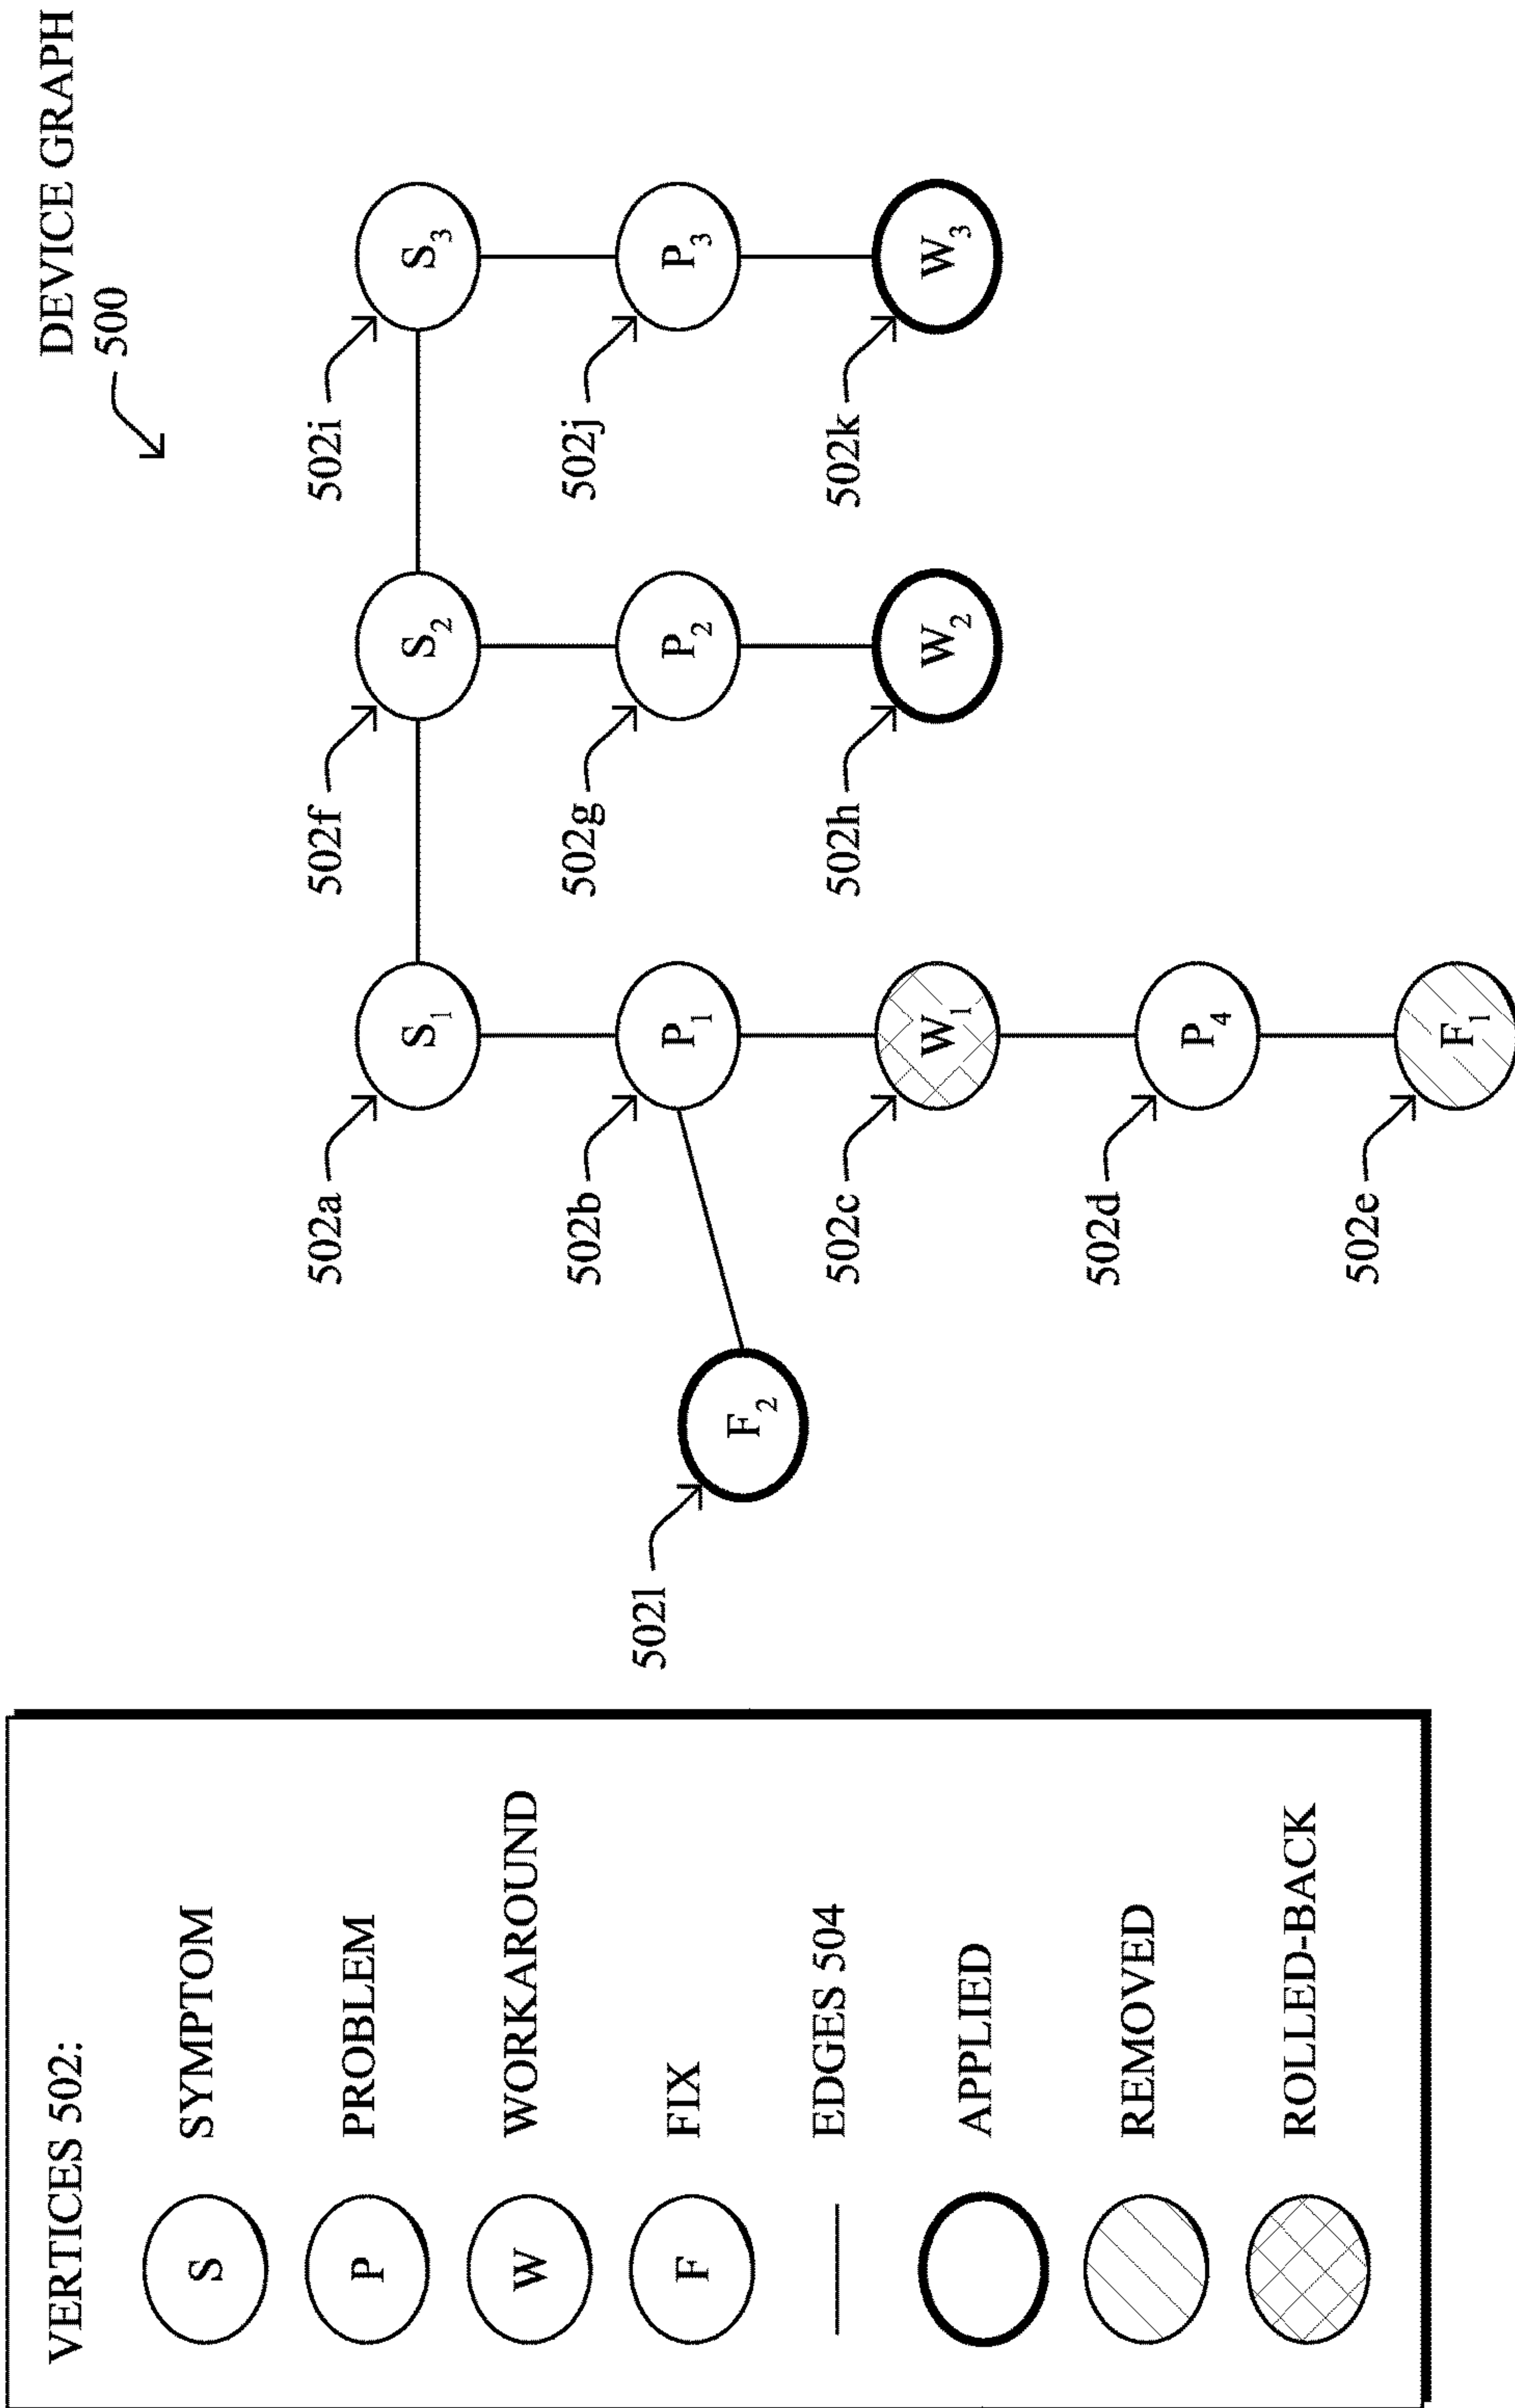 DEVICE GRAPH
500
VERTICES 502:
S SYMPTOM
P PROBLEM
W WORKAROUND
F FIX
EDGES 504
APPLIED
REMOVED
ROLLED-BACK
502a
S1
502f
S2
502i
S3
502l
F2
502b
P1
502g
P2
502j
P3
502c
W1
502h
W2
502k
W3
502d
P4
502e
F1